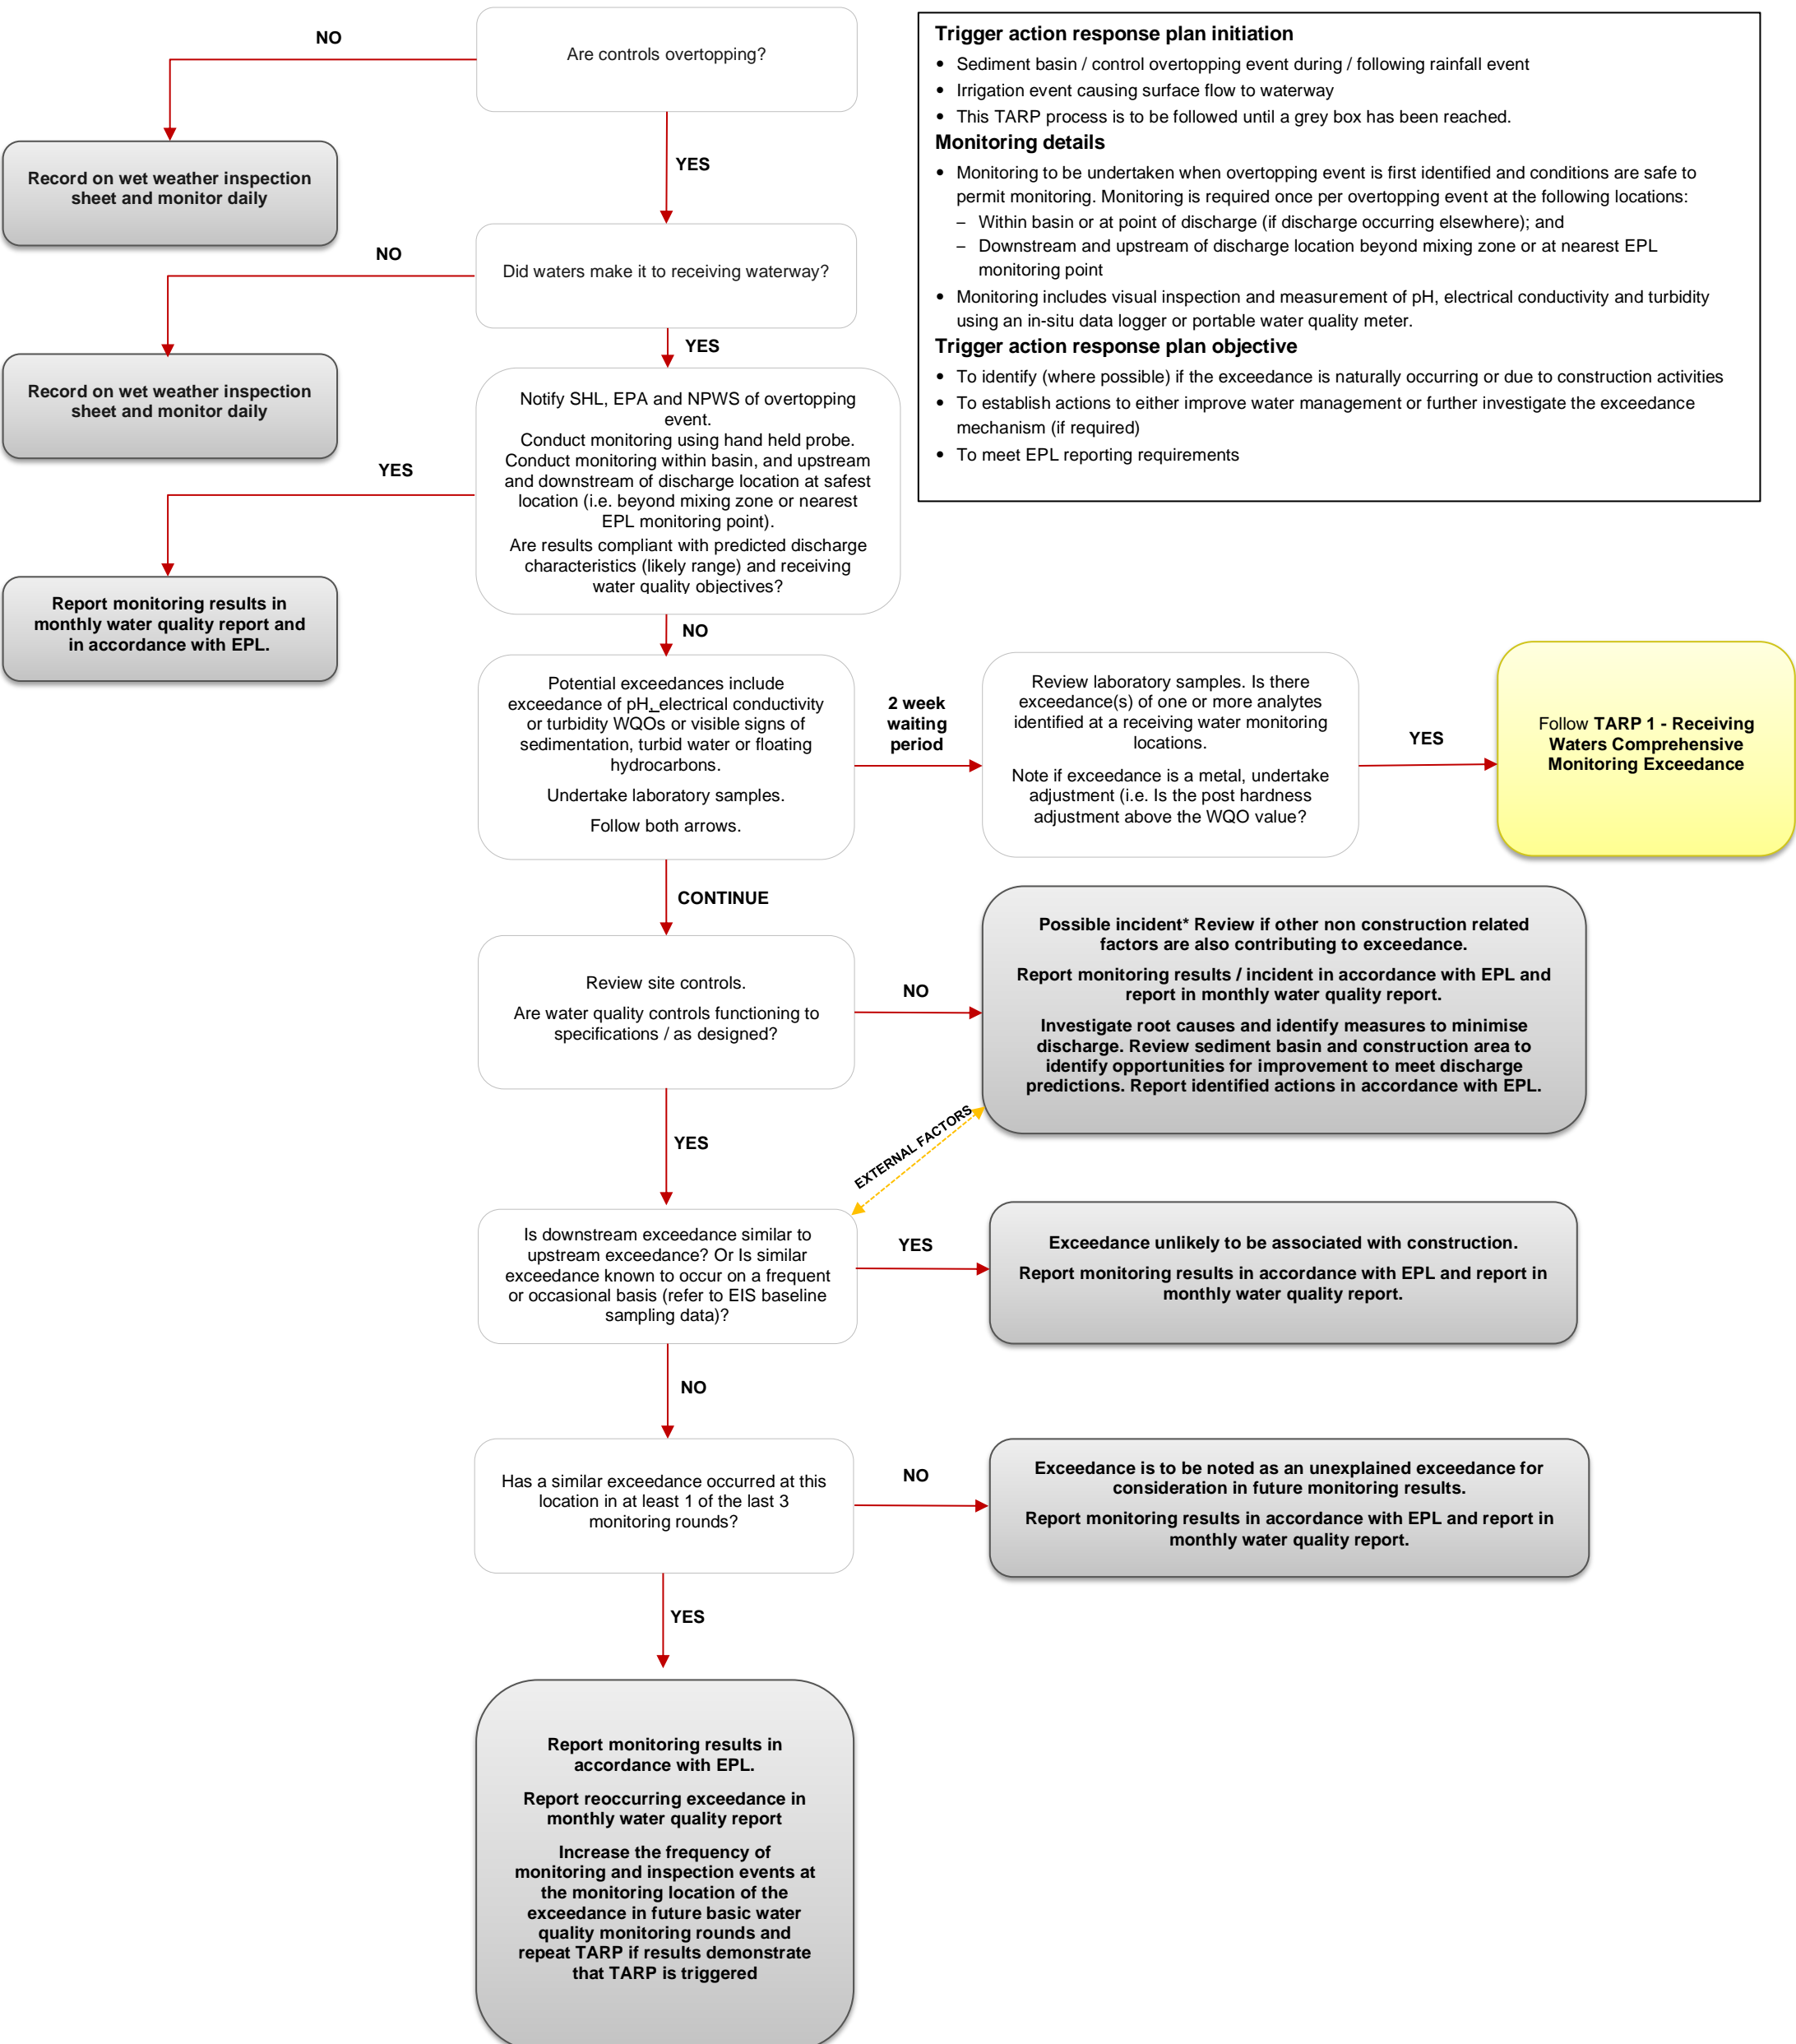 NO
Are controls overtopping?
Record on wet weather inspection
sheet and monitor daily
YES
NO
Did waters make it to receiving waterway?
Record on wet weather inspection
sheet and monitor daily
YES
Notify SHL, EPA and NPWS of overtopping
event.
Conduct monitoring using hand held probe.
Conduct monitoring within basin, and upstream
and downstream of discharge location at safest
location (i.e. beyond mixing zone or nearest
EPL monitoring point).
Are results compliant with predicted discharge
characteristics (likely range) and receiving
water quality objectives?
YES
Report monitoring results in
monthly water quality report and
in accordance with EPL.
Trigger action response plan initiation
• Sediment basin / control overtopping event during / following rainfall event
• Irrigation event causing surface flow to waterway
• This TARP process is to be followed until a grey box has been reached.
Monitoring details
• Monitoring to be undertaken when overtopping event is first identified and conditions are safe to
permit monitoring. Monitoring is required once per overtopping event at the following locations:
– Within basin or at point of discharge (if discharge occurring elsewhere); and
– Downstream and upstream of discharge location beyond mixing zone or at nearest EPL
monitoring point
• Monitoring includes visual inspection and measurement of pH, electrical conductivity and turbidity
using an in-situ data logger or portable water quality meter.
Trigger action response plan objective
• To identify (where possible) if the exceedance is naturally occurring or due to construction activities
• To establish actions to either improve water management or further investigate the exceedance
mechanism (if required)
• To meet EPL reporting requirements
NO
Potential exceedances include
exceedance of pH, electrical conductivity
or turbidity WQOs or visible signs of
sedimentation, turbid water or floating
hydrocarbons.
Undertake laboratory samples.
Follow both arrows.
2 week
waiting
period
Review laboratory samples. Is there
exceedance(s) of one or more analytes
identified at a receiving water monitoring
locations.
Note if exceedance is a metal, undertake
adjustment (i.e. Is the post hardness
adjustment above the WQO value?
YES
Follow TARP 1 - Receiving
Waters Comprehensive
Monitoring Exceedance
CONTINUE
Review site controls.
Are water quality controls functioning to
specifications / as designed?
NO
Possible incident* Review if other non construction related
factors are also contributing to exceedance.
Report monitoring results / incident in accordance with EPL and
report in monthly water quality report.
Investigate root causes and identify measures to minimise
discharge. Review sediment basin and construction area to
identify opportunities for improvement to meet discharge
predictions. Report identified actions in accordance with EPL.
YES
EXTERNAL FACTORS
Is downstream exceedance similar to
upstream exceedance? Or Is similar
exceedance known to occur on a frequent
or occasional basis (refer to EIS baseline
sampling data)?
YES
Exceedance unlikely to be associated with construction.
Report monitoring results in accordance with EPL and report in
monthly water quality report.
NO
Has a similar exceedance occurred at this
location in at least 1 of the last 3
monitoring rounds?
NO
Exceedance is to be noted as an unexplained exceedance for
consideration in future monitoring results.
Report monitoring results in accordance with EPL and report in
monthly water quality report.
YES
Report monitoring results in
accordance with EPL.
Report reoccurring exceedance in
monthly water quality report
Increase the frequency of
monitoring and inspection events at
the monitoring location of the
exceedance in future basic water
quality monitoring rounds and
repeat TARP if results demonstrate
that TARP is triggered